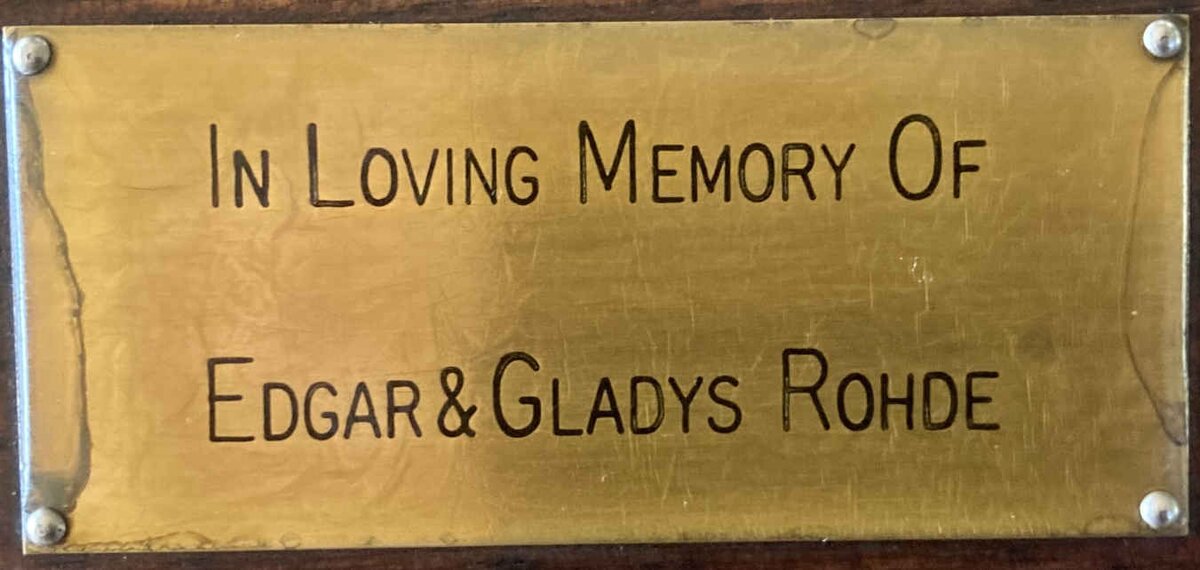 In Loving Memory Of
Edgar & Gladys Rohde